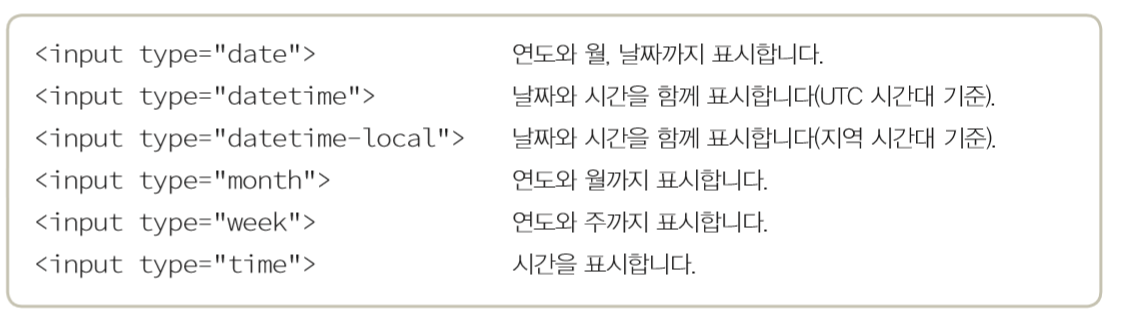 <input type="date"> 연도와 월, 날짜까지 표시합니다.
<input type="datetime"> 날짜와 시간을 함께 표시합니다(UTC 시간대 기준).
<input type="datetime-local"> 날짜와 시간을 함께 표시합니다(지역 시간대 기준).
<input type="month"> 연도와 월까지 표시합니다.
<input type="week"> 연도와 주까지 표시합니다.
<input type="time"> 시간을 표시합니다.